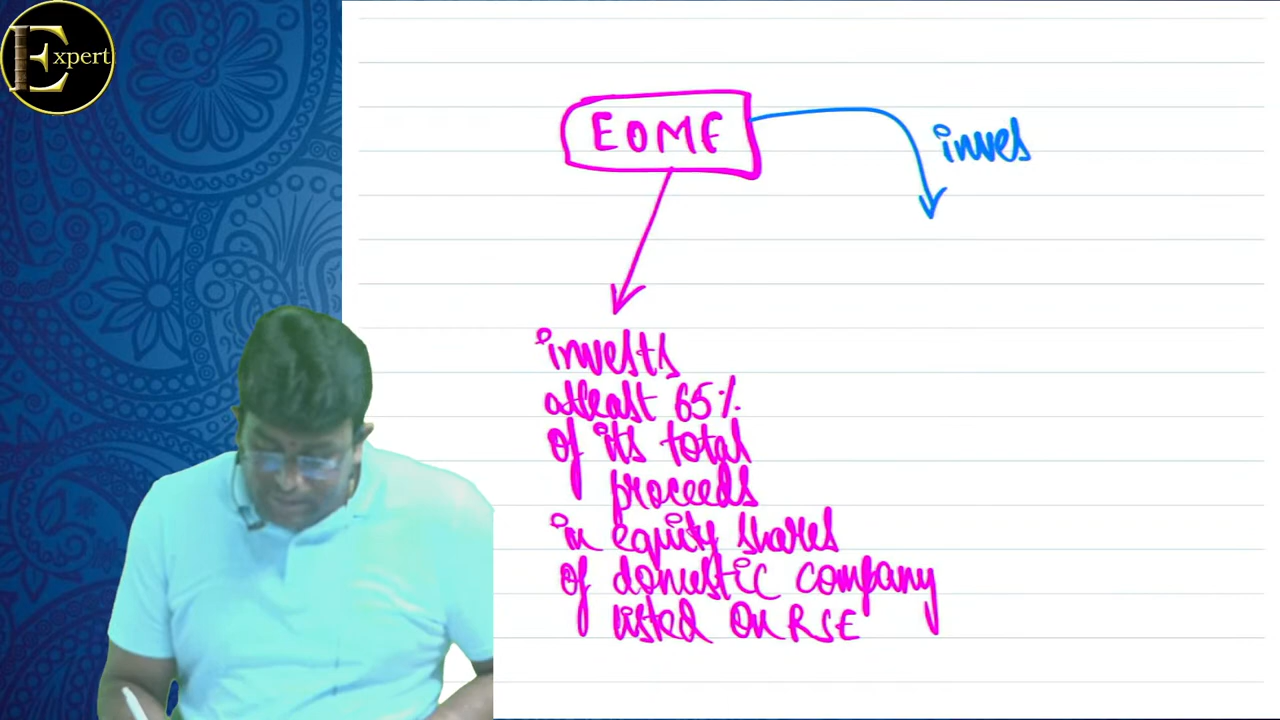 Expert
EOMF
inves
invests
atleast 65%
of its total
proceeds
in equity shares
of domestic company
listed on RSE